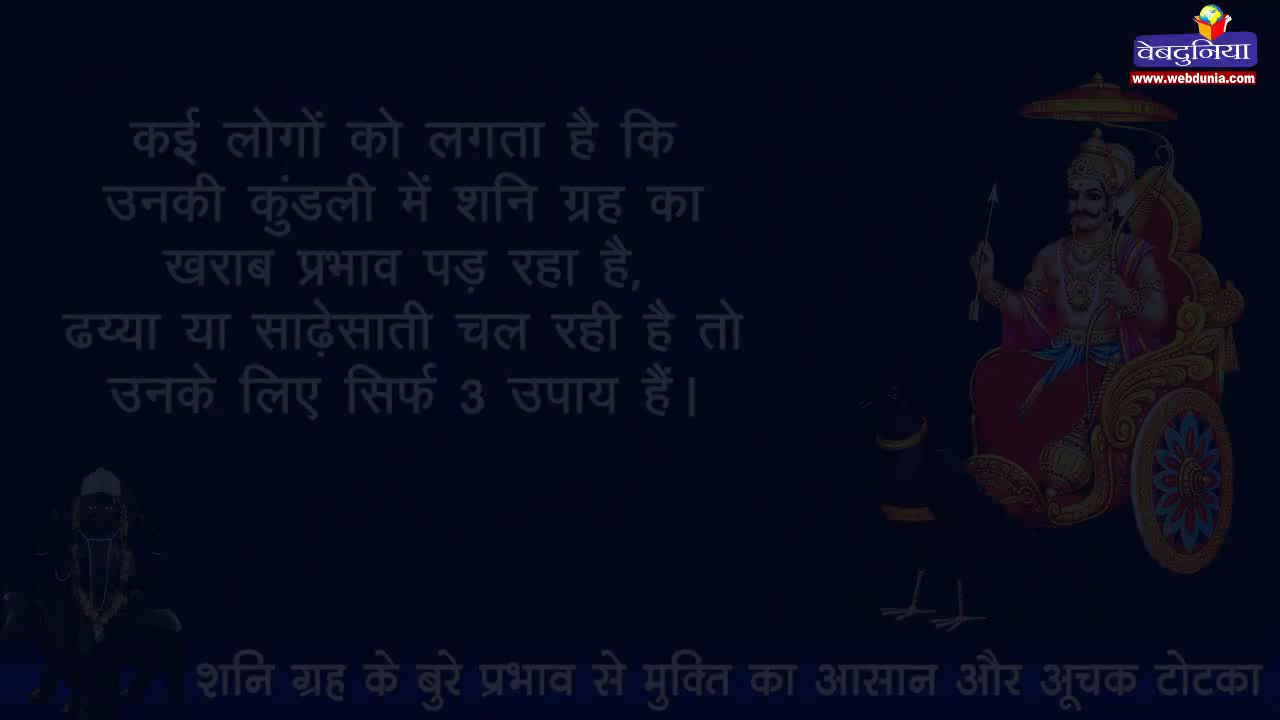 वेबदुनिया
www.webdunia.com
कई लोगों को लगता है कि
उनकी कुंडली में शनि ग्रह का
खराब प्रभाव पड़ रहा है,
ढय्या या साढ़ेसाती चल रही है तो
उनके लिए सिर्फ 3 उपाय हैं।
शनि ग्रह के बुरे प्रभाव से मुक्ति का आसान और अूचक टोटका